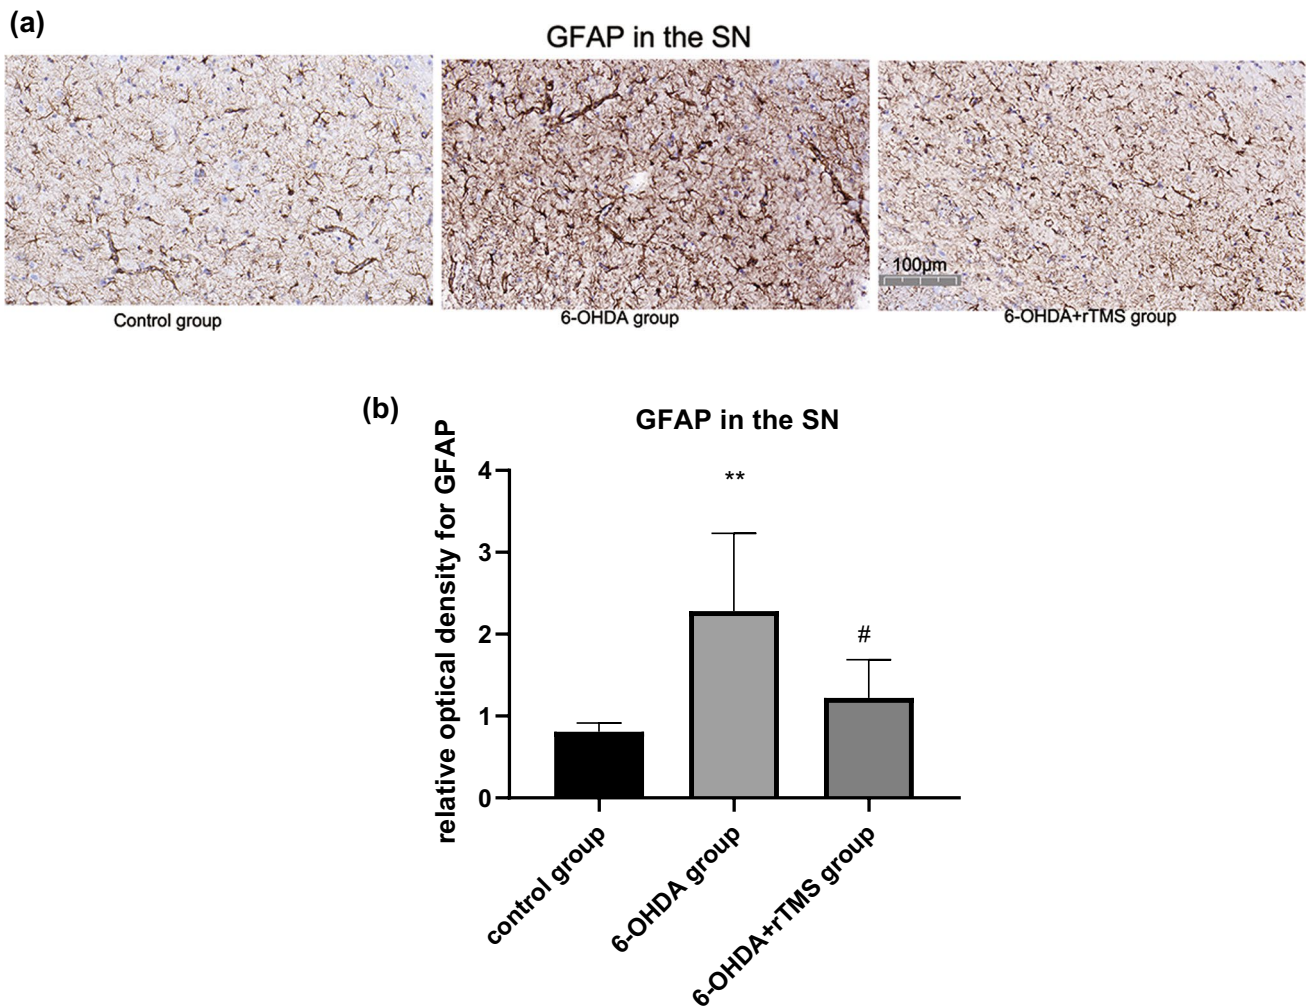 (a)
GFAP in the SN
100µm
Control group
6-OHDA group
6-OHDA+rTMS group
(b)
GFAP in the SN
relative optical density for GFAP
4
3
2
1
0
**
#
control group
6-OHDA group
6-OHDA+rTMS group